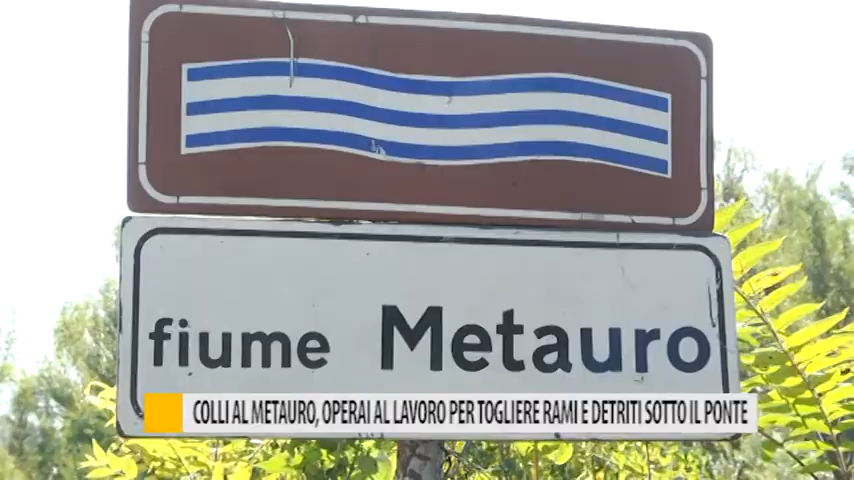 fiume Metauro
COLLI AL METAURO, OPERAI AL LAVORO PER TOGLIERE RAMI E DETRITI SOTTO IL PONTE